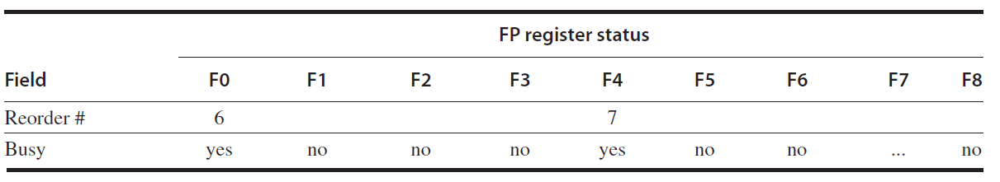 FP register status
Field F0 F1 F2 F3 F4 F5 F6 F7 F8
Reorder # 6 7
Busy yes no no no yes no no ... no